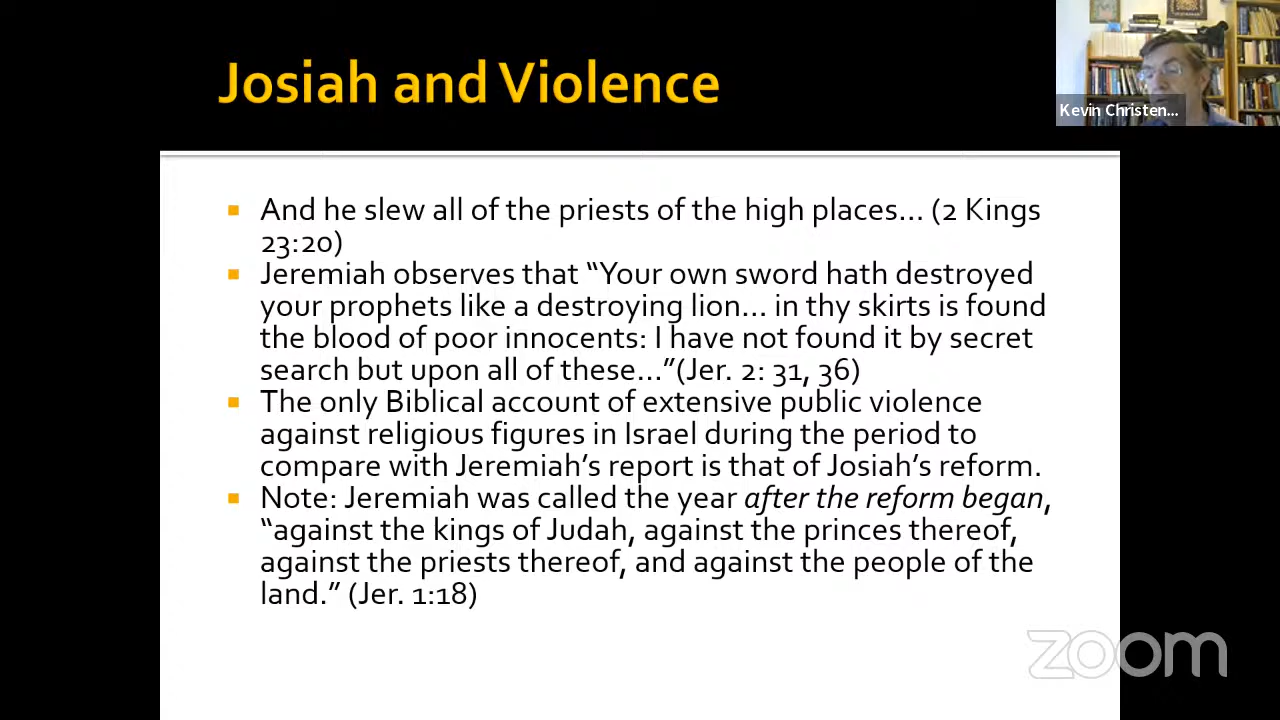 Josiah and Violence
Kevin Christen...
And he slew all of the priests of the high places… (2 Kings
23:20)
Jeremiah observes that “Your own sword hath destroyed
your prophets like a destroying lion… in thy skirts is found
the blood of poor innocents: I have not found it by secret
search but upon all of these…”(Jer. 2: 31, 36)
The only Biblical account of extensive public violence
against religious figures in Israel during the period to
compare with Jeremiah’s report is that of Josiah’s reform.
Note: Jeremiah was called the year after the reform began,
“against the kings of Judah, against the princes thereof,
against the priests thereof, and against the people of the
land.” (Jer. 1:18)
zoom